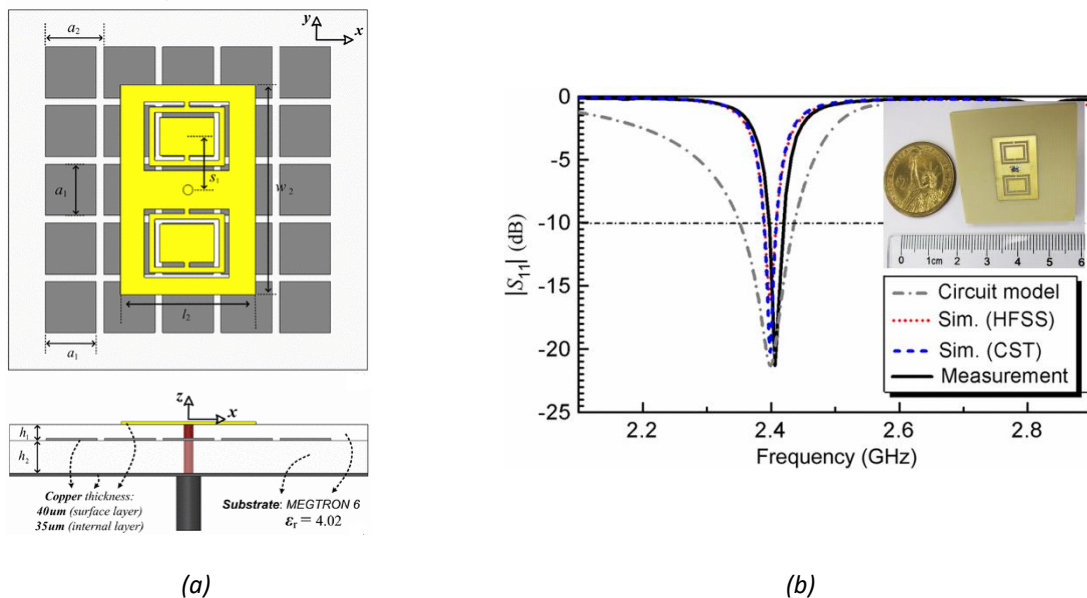 y
x
a₂
a₁
s₁
w₂
l₂
a₁
z
x
h₁
h₂
Copper thickness:
40um (surface layer)
35um (internal layer)
Substrate: MEGTRON 6
εr = 4.02
(a)
|S₁₁| (dB)
0
-5
-10
-15
-20
-25
2.2
2.4
2.6
2.8
Frequency (GHz)
0 1cm 2 3 4 5 6
Circuit model
Sim. (HFSS)
Sim. (CST)
Measurement
(b)